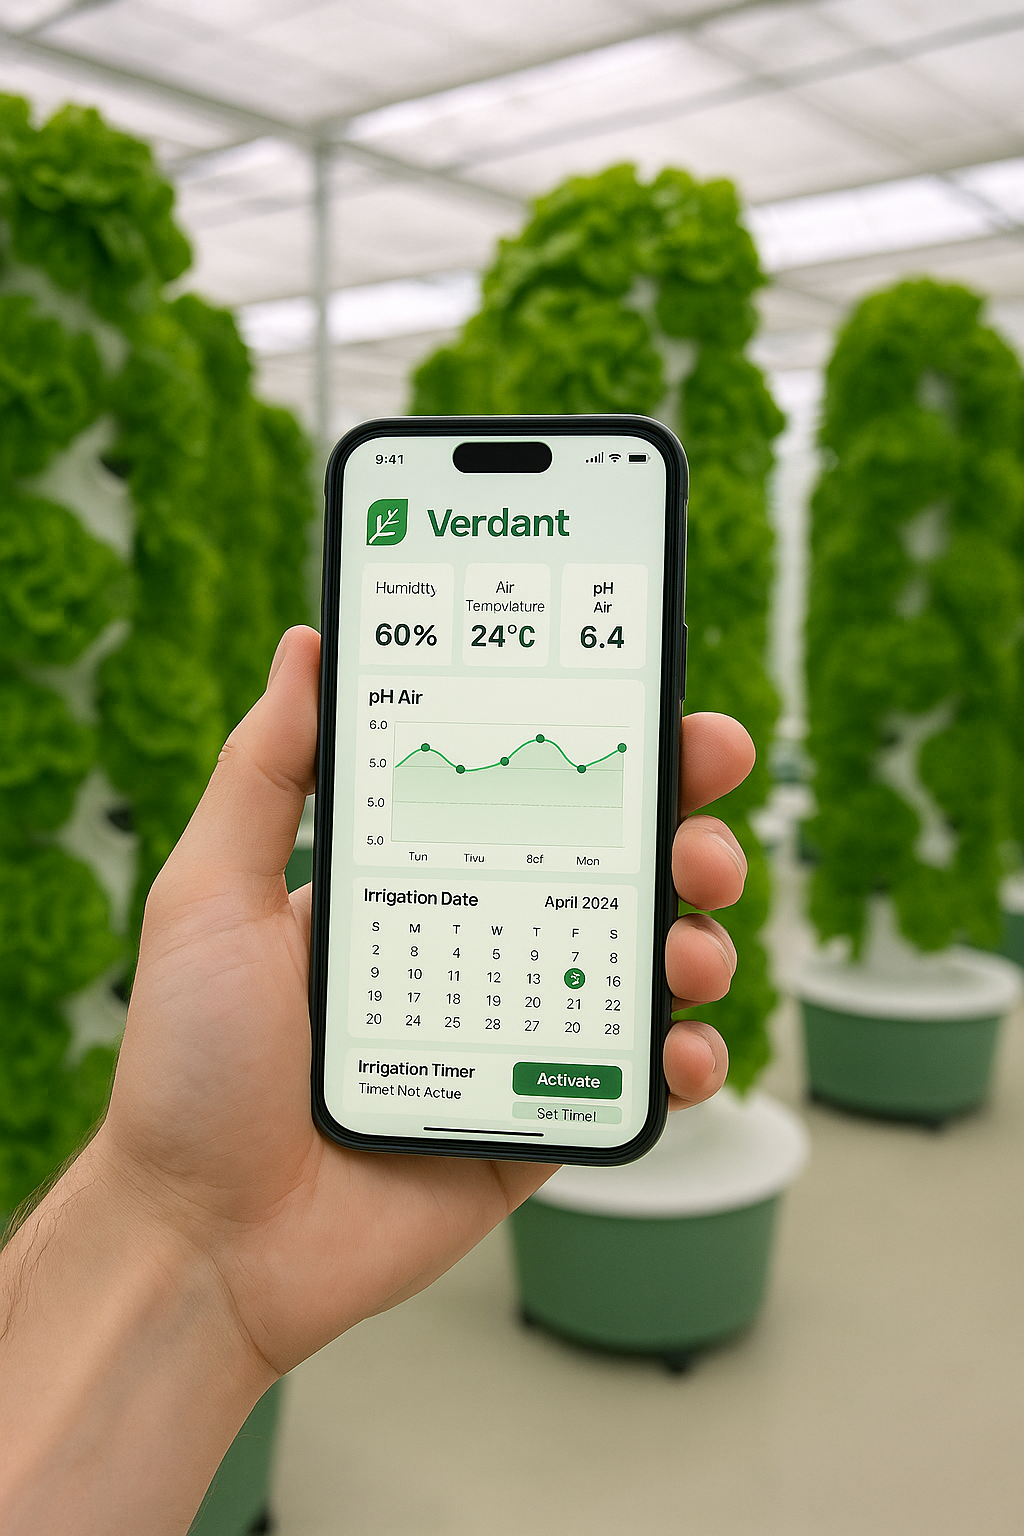 9:41
Verdant
Humidtty
60%
Air
Tempvlature
24°C
pH
Air
6.4
pH Air
6.0
5.0
5.0
5.0
Tun Tivu 8cf Mon
Irrigation Date April 2024
S M T W T F S
2 8 4 5 9 7 8
9 10 11 12 13 16
19 17 18 19 20 21 22
20 24 25 28 27 20 28
Irrigation Timer
Timet Not Actue
Activate
Set Timel